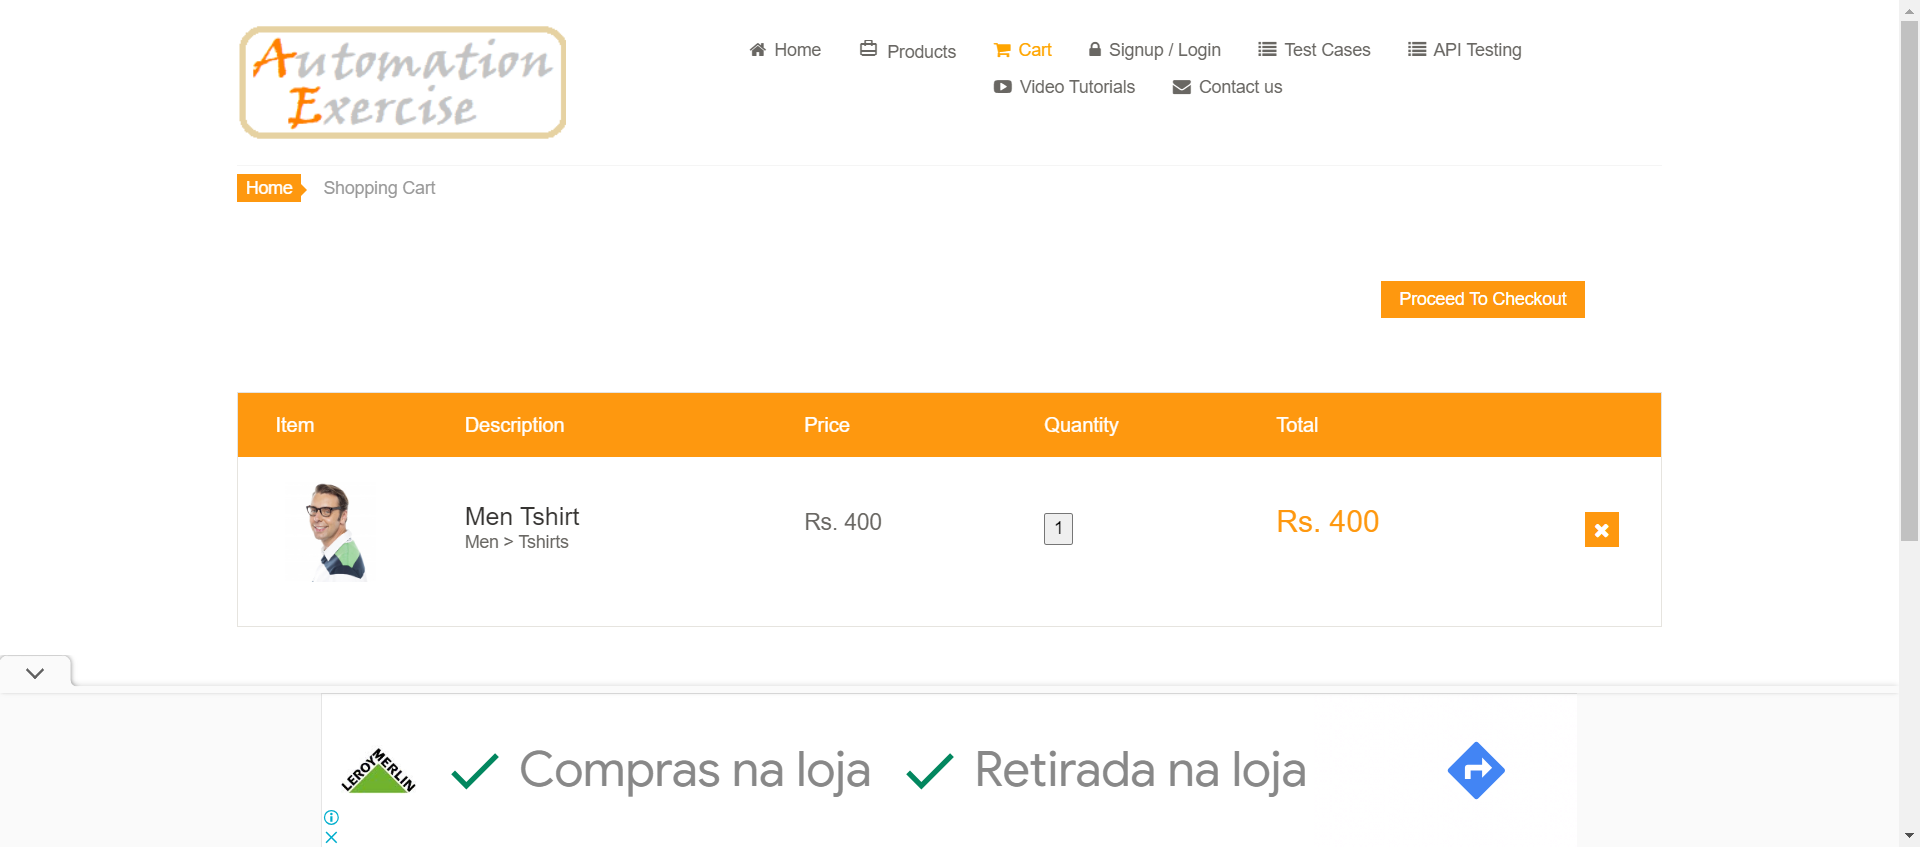 Automation
Exercise
Home Products Cart Signup / Login Test Cases API Testing
Video Tutorials Contact us
Home Shopping Cart
Proceed To Checkout
Item Description Price Quantity Total
Men Tshirt Rs. 400 1 Rs. 400
Men > Tshirts
LEROY MERLIN Compras na loja Retirada na loja